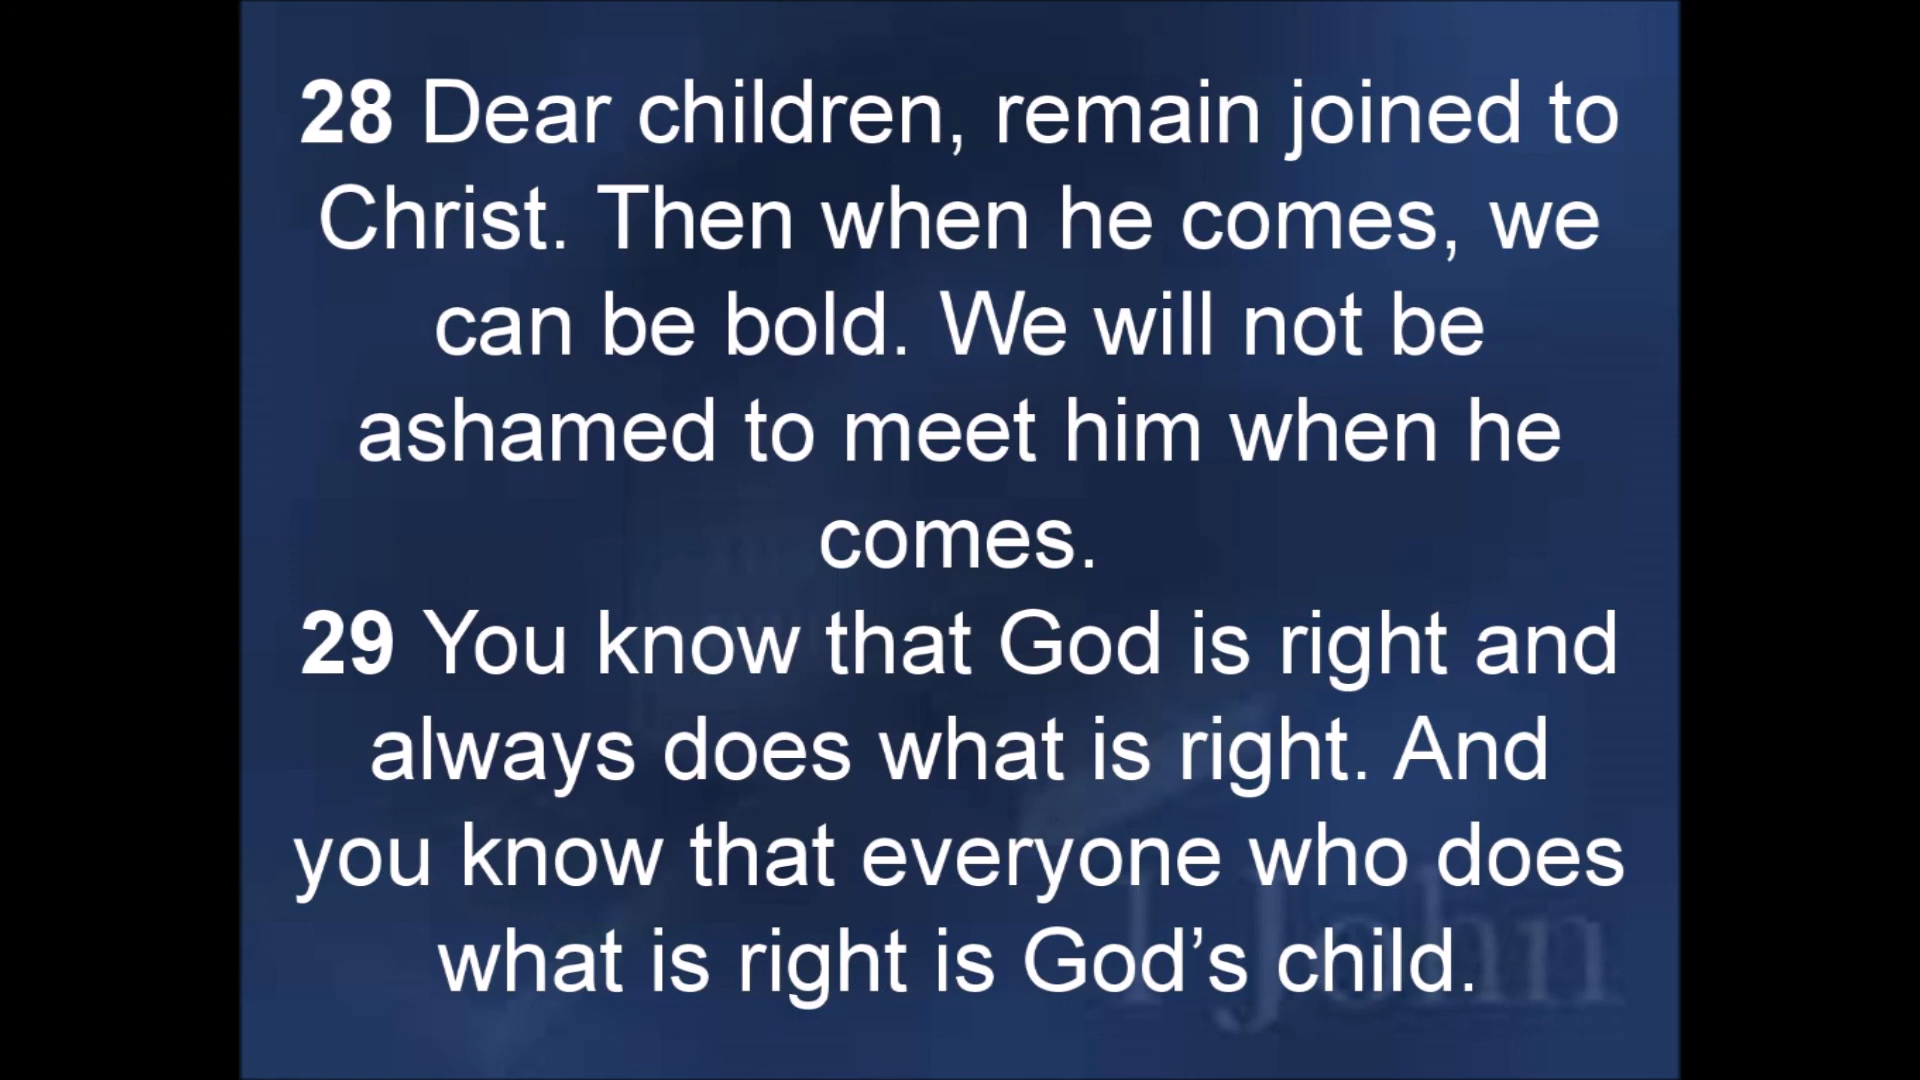 28 Dear children, remain joined to
Christ. Then when he comes, we
can be bold. We will not be
ashamed to meet him when he
comes.
29 You know that God is right and
always does what is right. And
you know that everyone who does
what is right is God’s child.
1 John